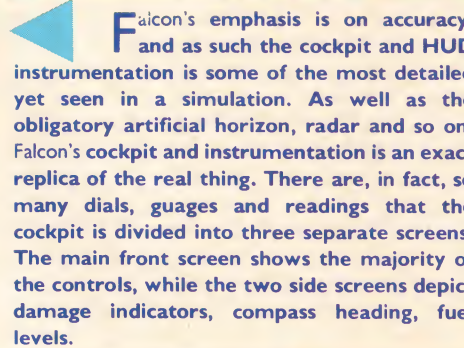 Falcon's emphasis is on accuracy
and as such the cockpit and HUD
instrumentation is some of the most detailed
yet seen in a simulation. As well as the
obligatory artificial horizon, radar and so on
Falcon's cockpit and instrumentation is an exac
replica of the real thing. There are, in fact, so
many dials, guages and readings that the
cockpit is divided into three separate screens
The main front screen shows the majority o
the controls, while the two side screens depic
damage indicators, compass heading, fue
levels.